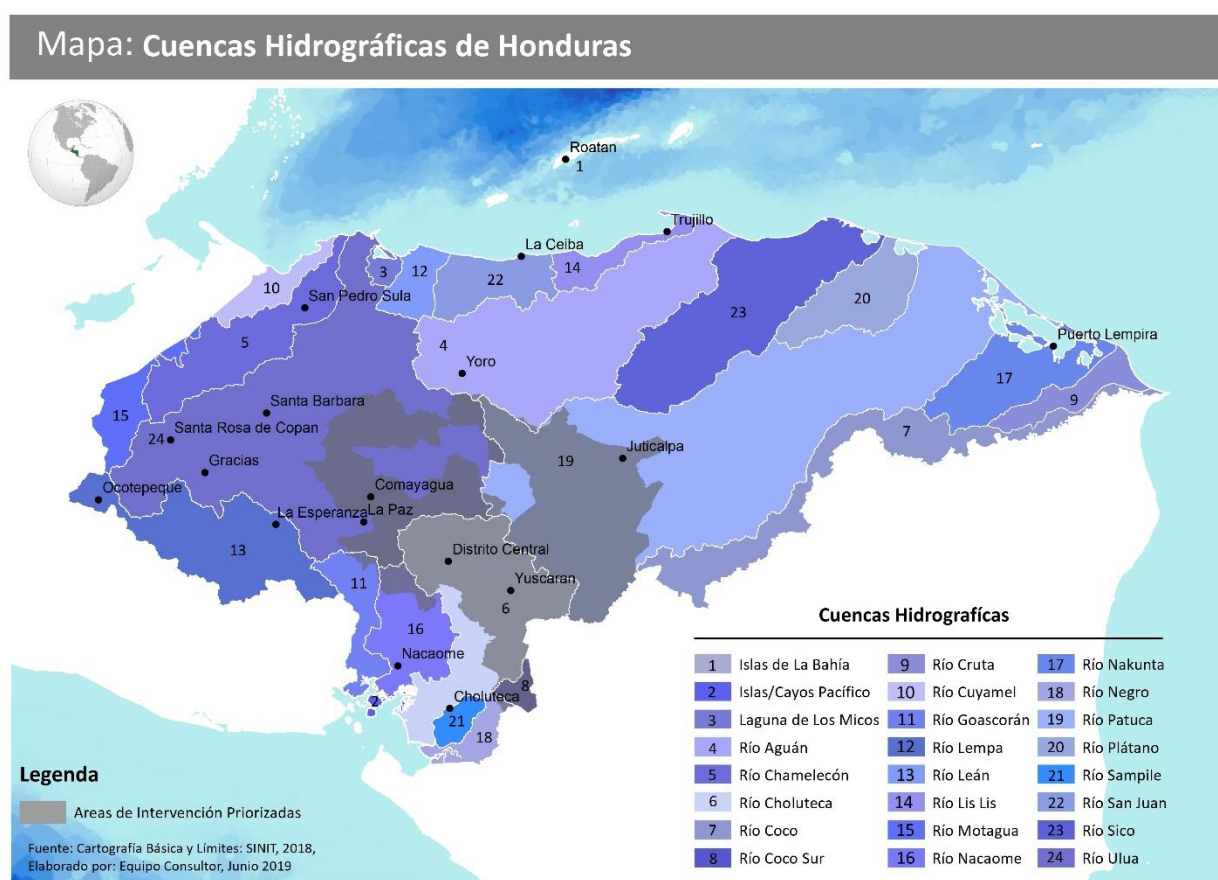 Mapa: Cuencas Hidrográficas de Honduras
Roatan
1
Trujillo
La Ceiba
3
12
22
14
10
San Pedro Sula
23
20
5
4
Yoro
Puerto Lempira
17
9
15
Santa Barbara
24
Santa Rosa de Copan
7
Gracias
19
Juticalpa
Ocotepeque
Comayagua
La Esperanza
La Paz
13
Distrito Central
11
Yuscaran
6
16
Nacaome
8
2
Choluteca
21
18
Cuencas Hidrografícas
1 Islas de La Bahía
2 Islas/Cayos Pacífico
3 Laguna de Los Micos
4 Río Aguán
5 Río Chamelecón
6 Río Choluteca
7 Río Coco
8 Río Coco Sur
9 Río Cruta
10 Río Cuyamel
11 Río Goascorán
12 Río Lempa
13 Río Leán
14 Río Lis Lis
15 Río Motagua
16 Río Nacaome
17 Río Nakunta
18 Río Negro
19 Río Patuca
20 Río Plátano
21 Río Sampile
22 Río San Juan
23 Río Sico
24 Río Ulua
Legenda
Areas de Intervención Priorizadas
Fuente: Cartografía Básica y Límites: SINIT, 2018,
Elaborado por: Equipo Consultor, Junio 2019